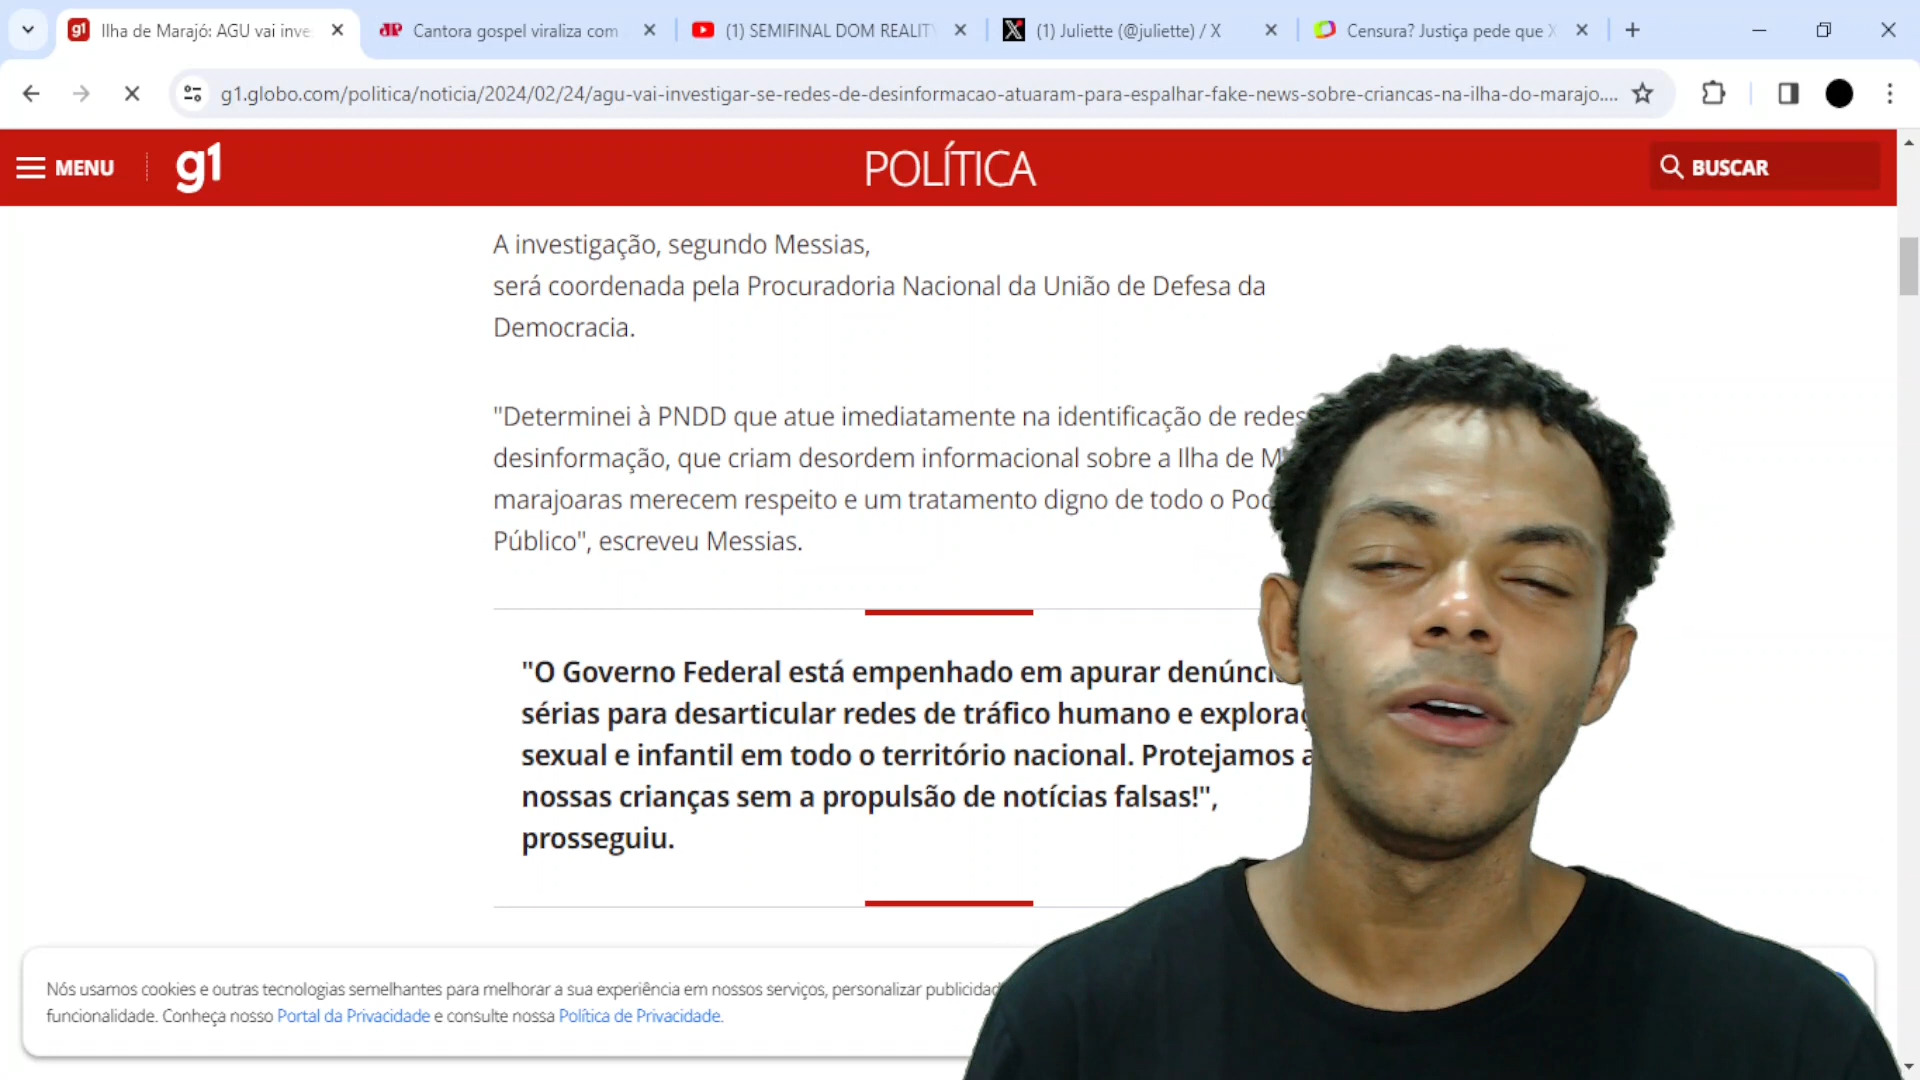 Ilha de Marajó: AGU vai inve
Cantora gospel viraliza com
(1) SEMIFINAL DOM REALITY
(1) Juliette (@juliette) / X
Censura? Justiça pede que X
g1.globo.com/politica/noticia/2024/02/24/agu-vai-investigar-se-redes-de-desinformacao-atuaram-para-espalhar-fake-news-sobre-criancas-na-ilha-do-marajo....
MENU
g1
POLÍTICA
BUSCAR
A investigação, segundo Messias,
será coordenada pela Procuradoria Nacional da União de Defesa da
Democracia.
"Determinei à PNDD que atue imediatamente na identificação de redes
desinformação, que criam desordem informacional sobre a Ilha de M
marajoaras merecem respeito e um tratamento digno de todo o Pod
Público", escreveu Messias.
"O Governo Federal está empenhado em apurar denúnci
sérias para desarticular redes de tráfico humano e exploraç
sexual e infantil em todo o território nacional. Protejamos a
nossas crianças sem a propulsão de notícias falsas!",
prosseguiu.
Nós usamos cookies e outras tecnologias semelhantes para melhorar a sua experiência em nossos serviços, personalizar publicidad
funcionalidade. Conheça nosso Portal da Privacidade e consulte nossa Política de Privacidade.